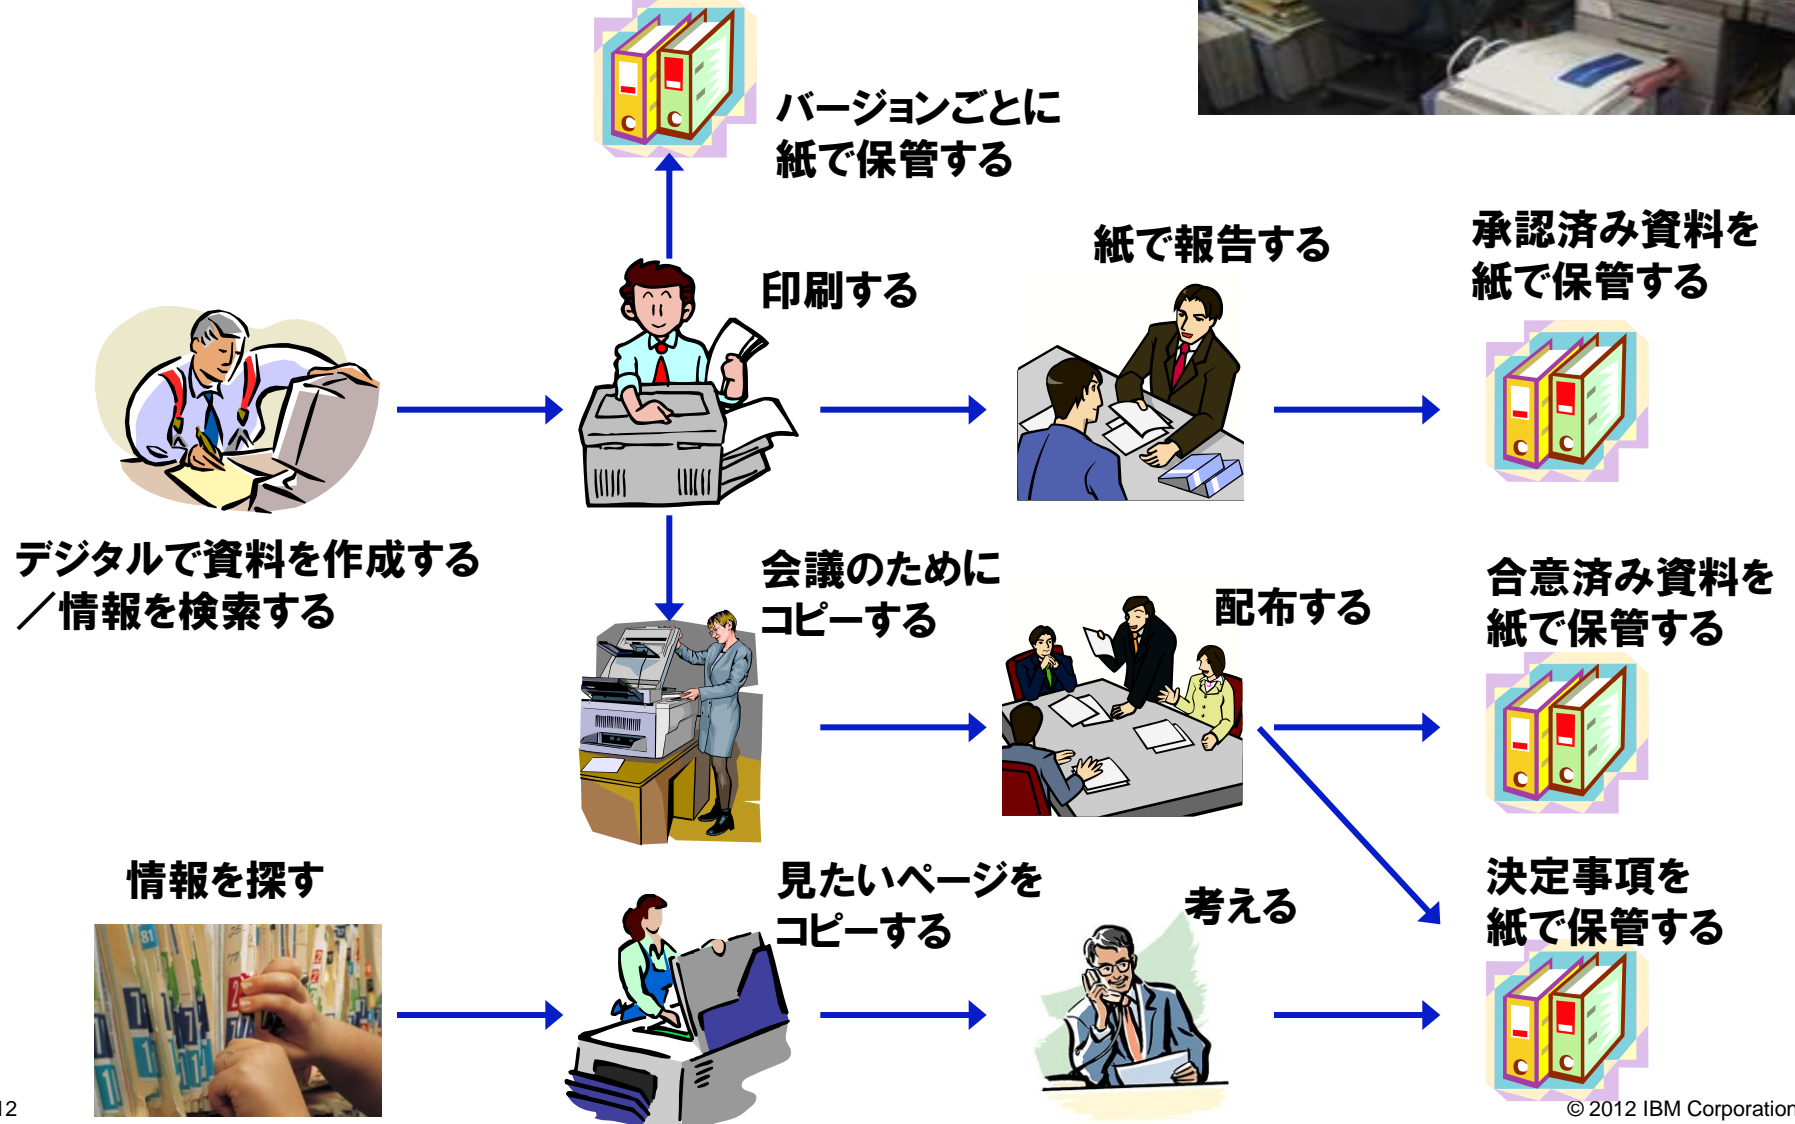 バージョンごとに
紙で保管する
印刷する
紙で報告する
承認済み資料を
紙で保管する
デジタルで資料を作成する
／情報を検索する
会議のために
コピーする
配布する
合意済み資料を
紙で保管する
情報を探す
見たいページを
コピーする
考える
決定事項を
紙で保管する
12
© 2012 IBM Corporation